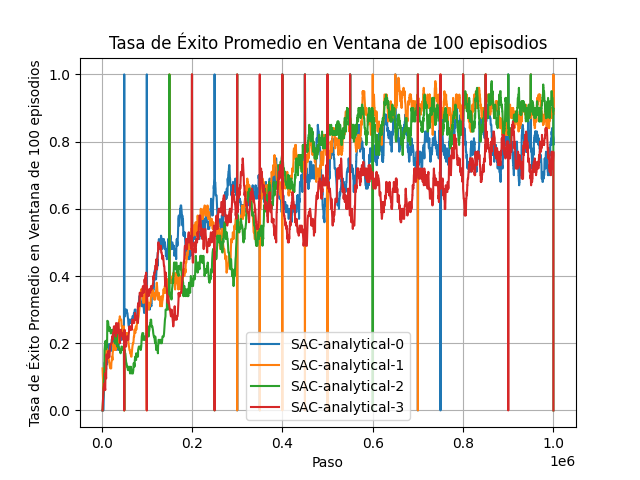 Tasa de Éxito Promedio en Ventana de 100 episodios
Tasa de Éxito Promedio en Ventana de 100 episodios
1.0
0.8
0.6
0.4
0.2
0.0
SAC-analytical-0
SAC-analytical-1
SAC-analytical-2
SAC-analytical-3
0.0 0.2 0.4 0.6 0.8 1.0
1e6
Paso